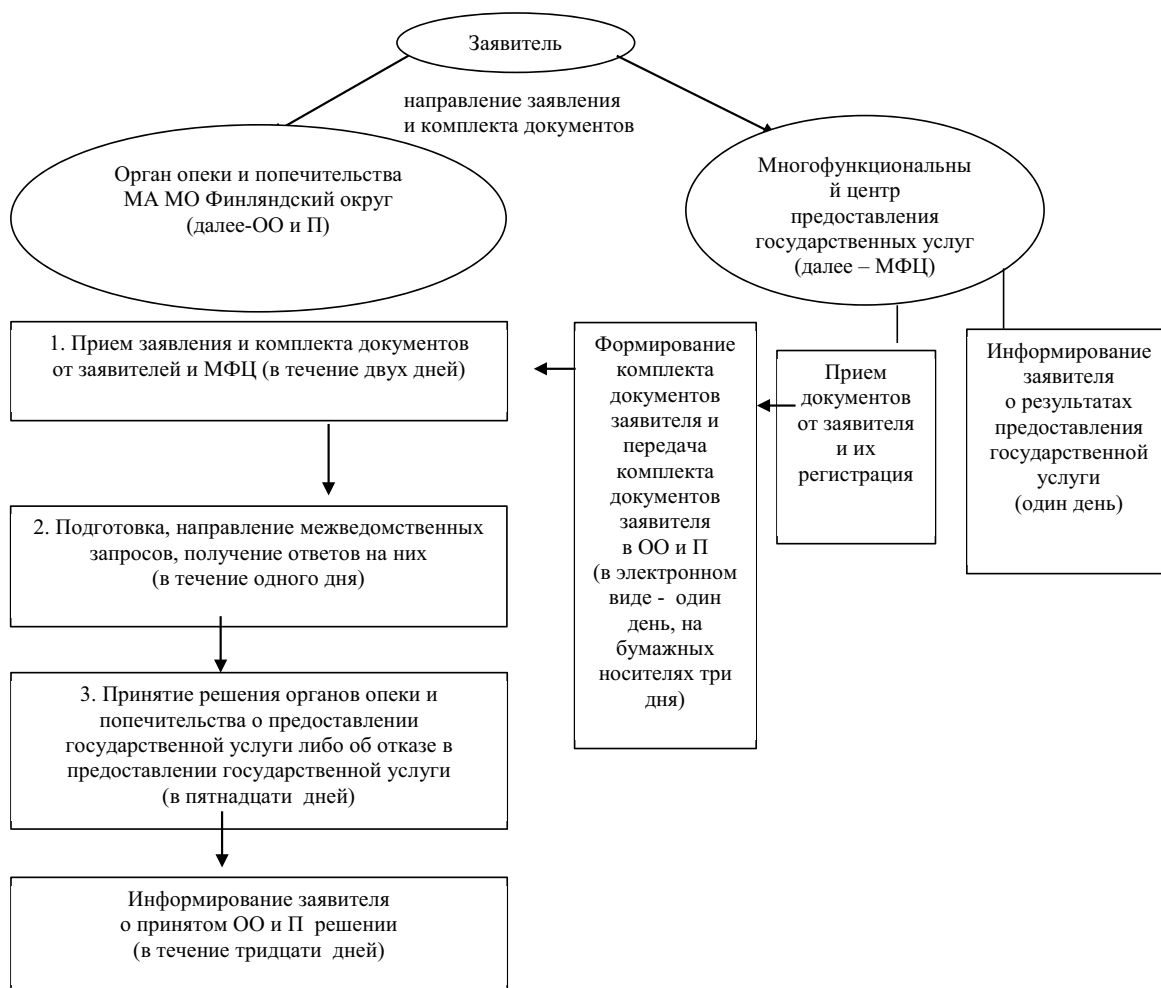 Заявитель
направление заявления
и комплекта документов
Орган опеки и попечительства
МА МО Финляндский округ
(далее-ОО и П)
Многофункциональны
й центр
предоставления
государственных услуг
(далее – МФЦ)
1. Прием заявления и комплекта документов
от заявителей и МФЦ (в течение двух дней)
Формирование
комплекта
документов
заявителя и
передача
комплекта
документов
заявителя
в ОО и П
(в электронном
виде - один
день, на
бумажных
носителях три
дня)
Прием
документов
от заявителя
и их
регистрация
Информирование
заявителя
о результатах
предоставления
государственной
услуги
(один день)
2. Подготовка, направление межведомственных
запросов, получение ответов на них
(в течение одного дня)
3. Принятие решения органов опеки и
попечительства о предоставлении
государственной услуги либо об отказе в
предоставлении государственной услуги
(в пятнадцати дней)
Информирование заявителя
о принятом ОО и П решении
(в течение тридцати дней)